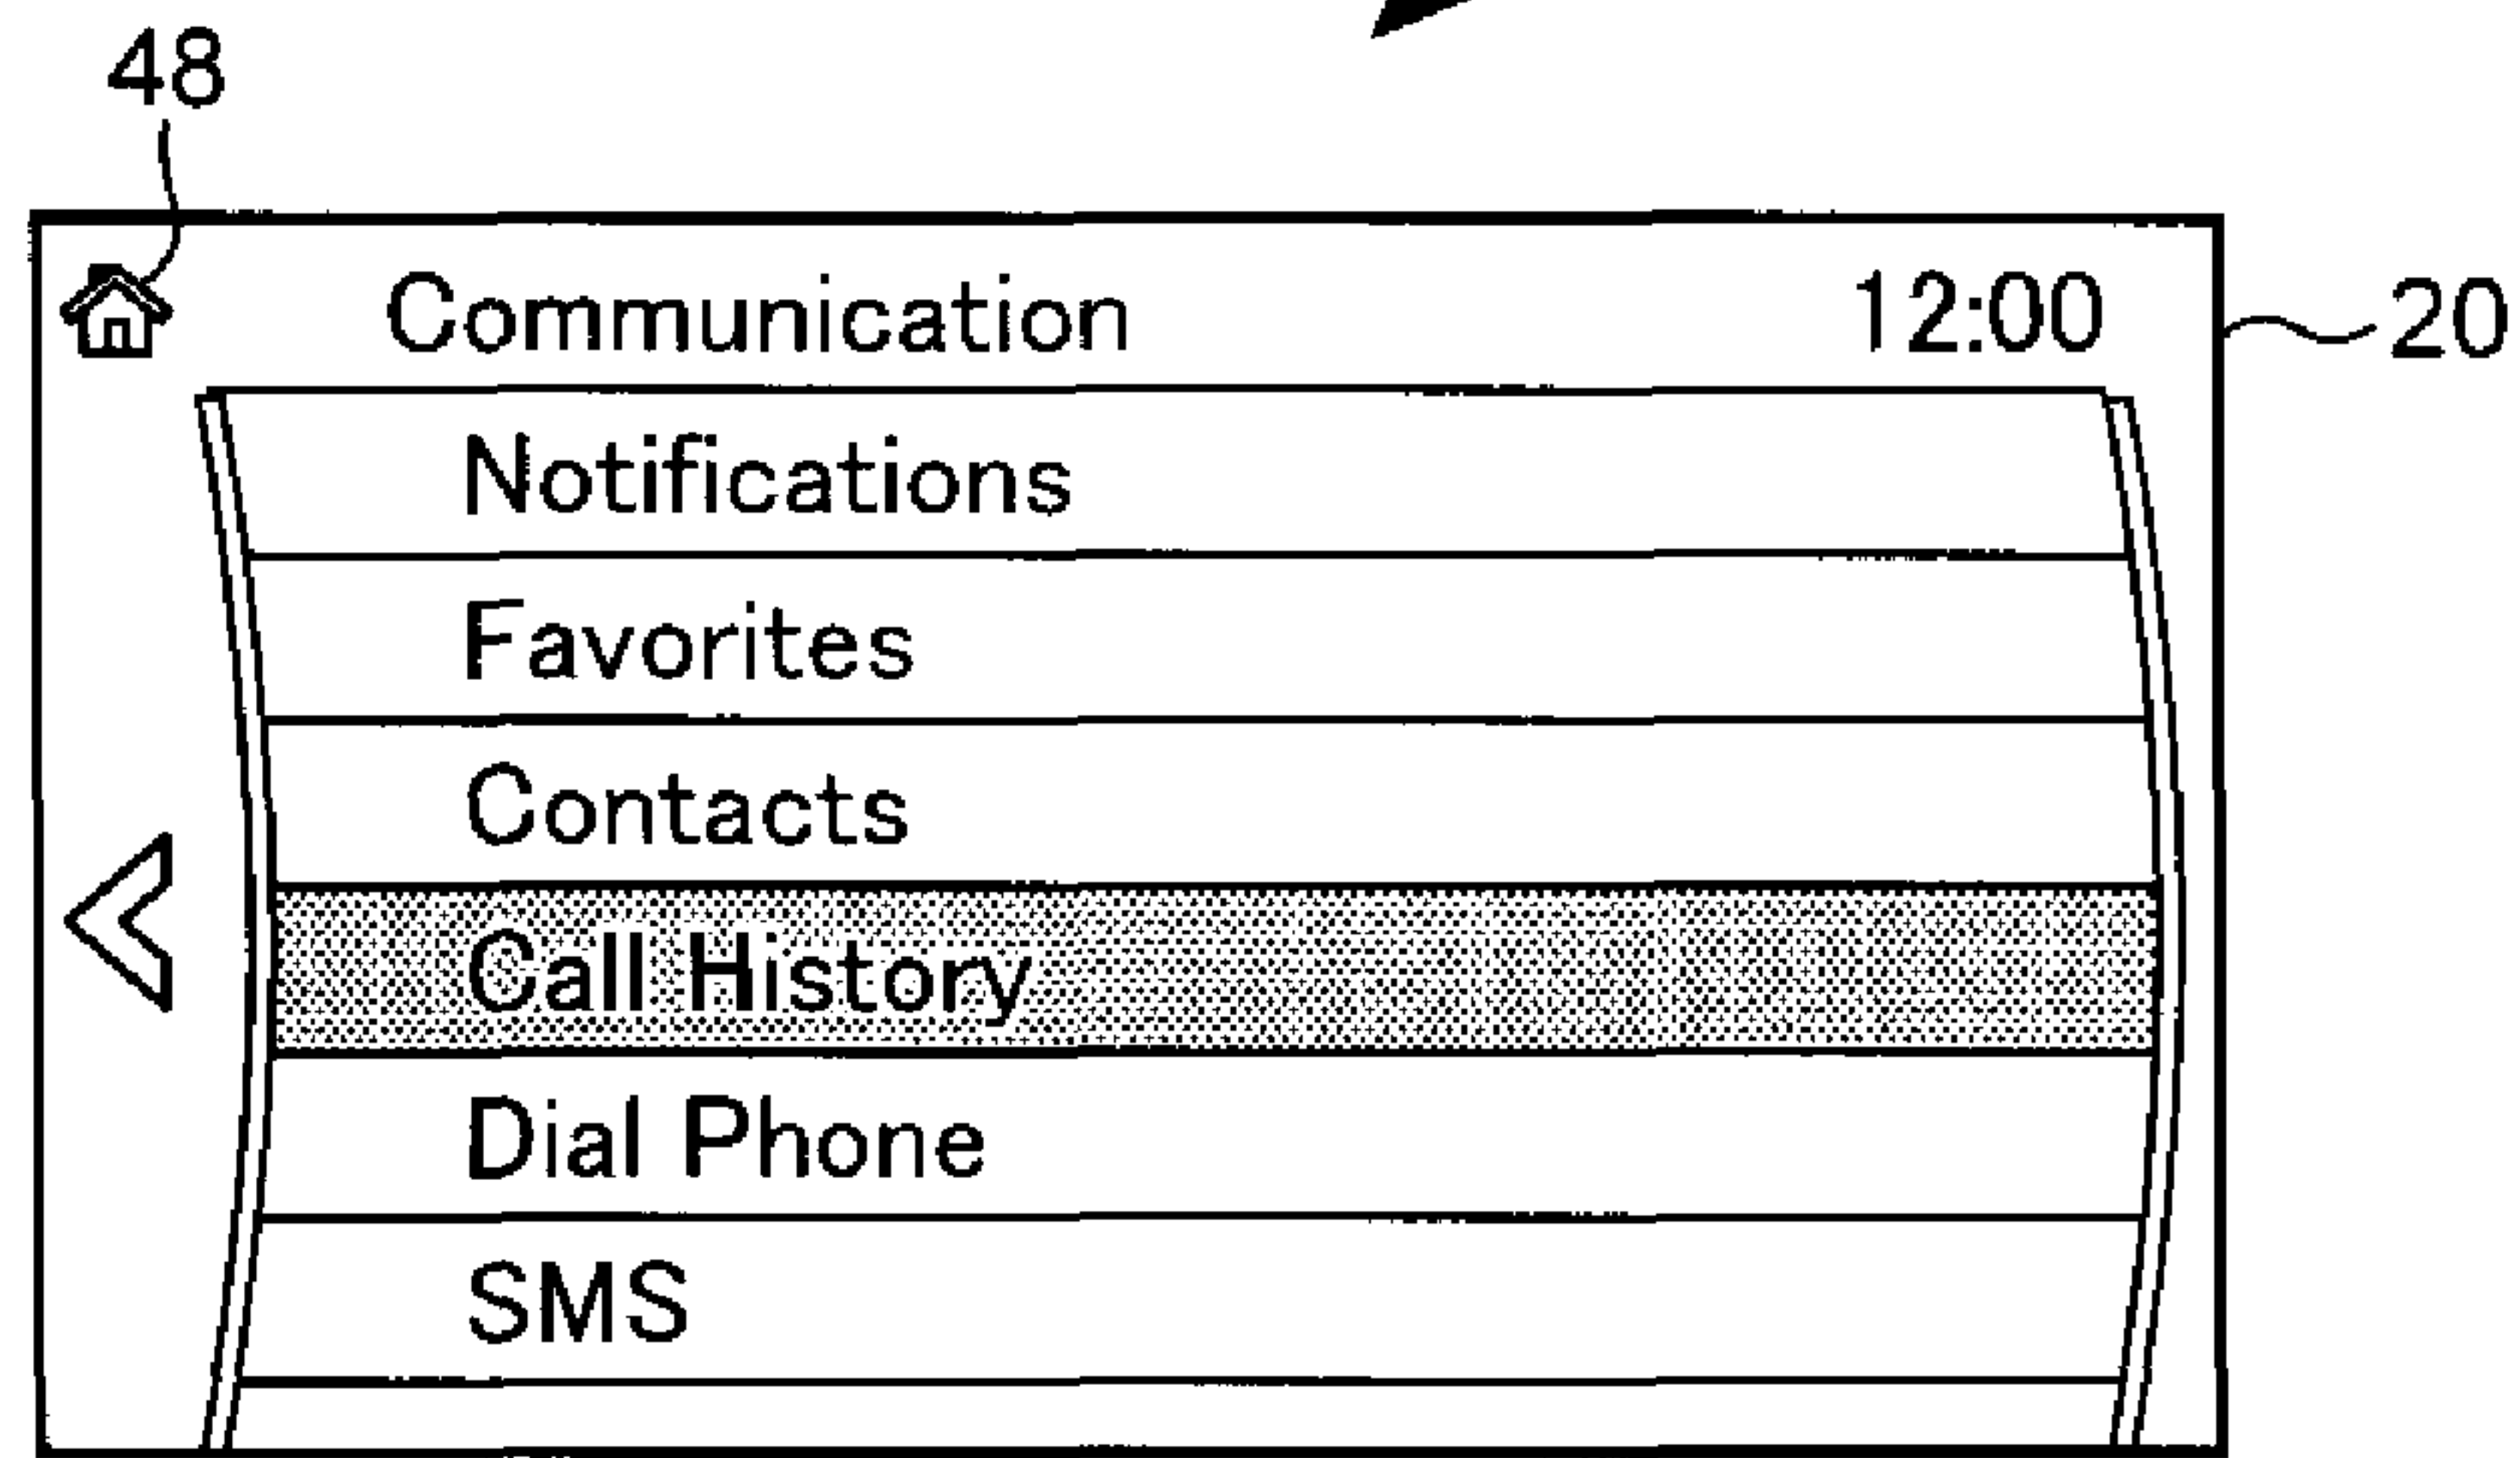 48
Communication 12:00 20
Notifications
Favorites
Contacts
Call History
Dial Phone
SMS